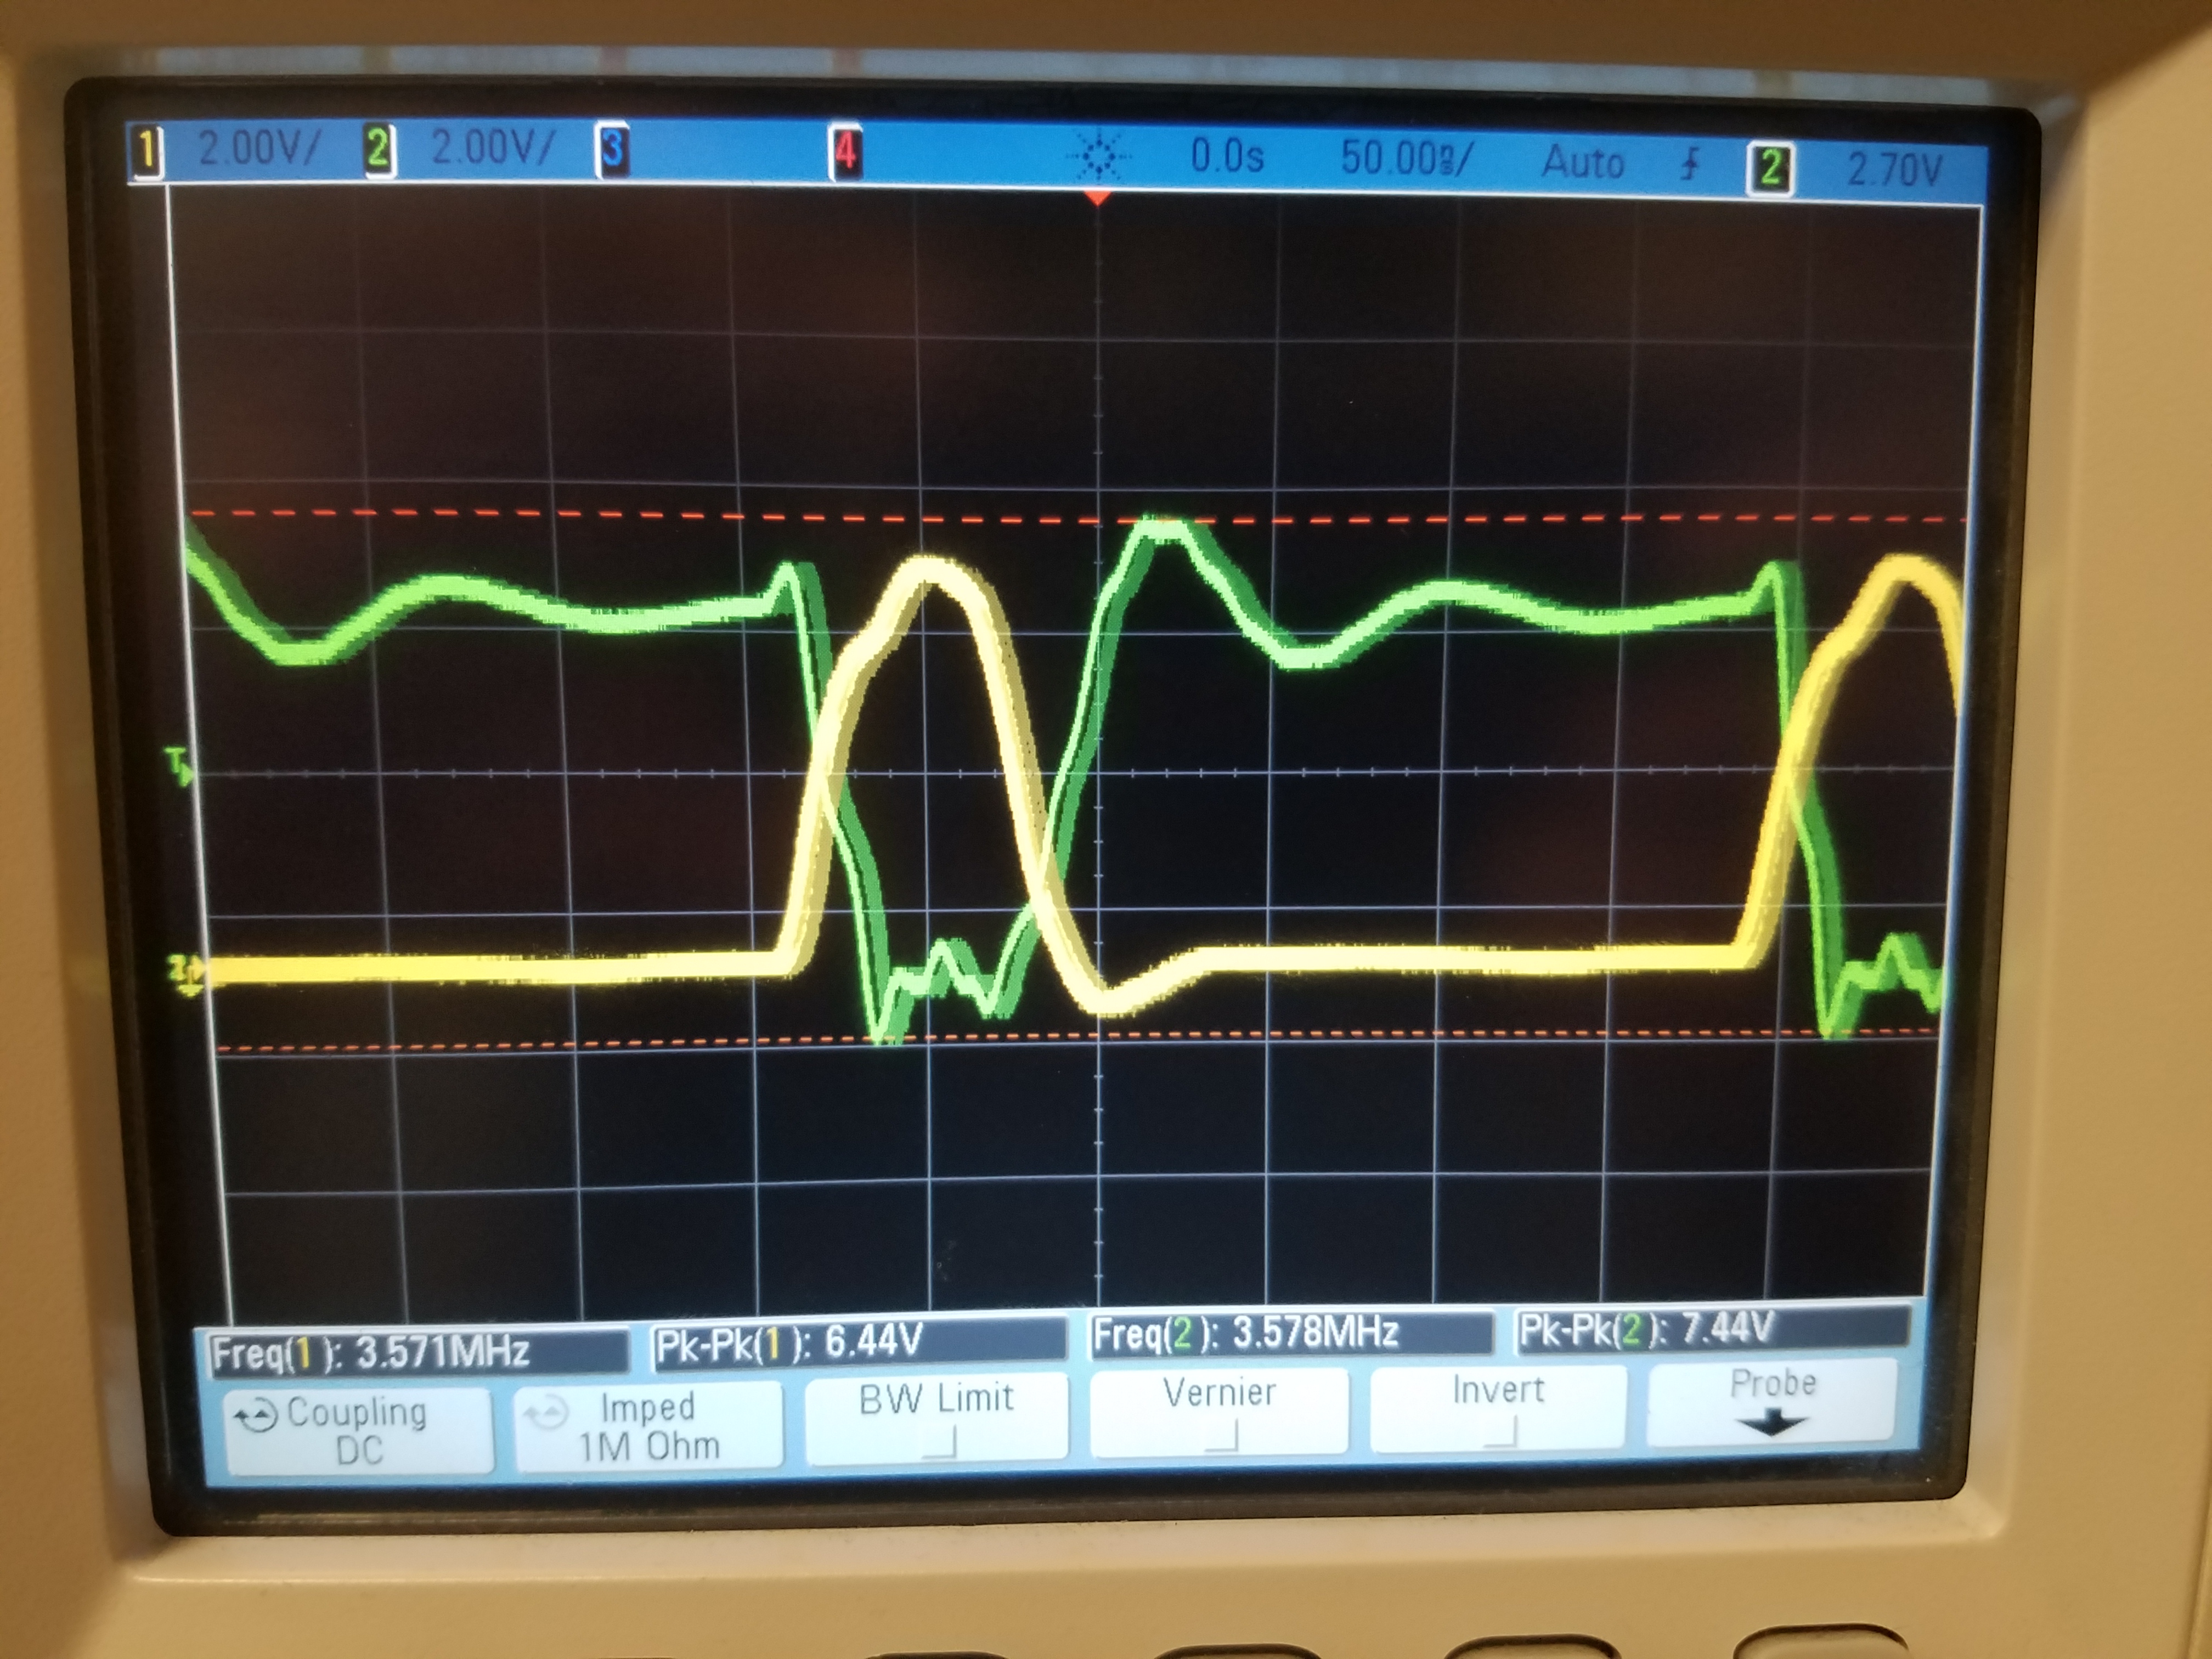 1 2.00V/ 2 2.00V/ 3 4 0.0s 50.00ns/ Auto 2 2.70V
T
Freq(1): 3.571MHz Pk-Pk(1): 6.44V Freq(2): 3.578MHz Pk-Pk(2): 7.44V
Coupling Imped BW Limit Vernier Invert Probe
DC 1M Ohm